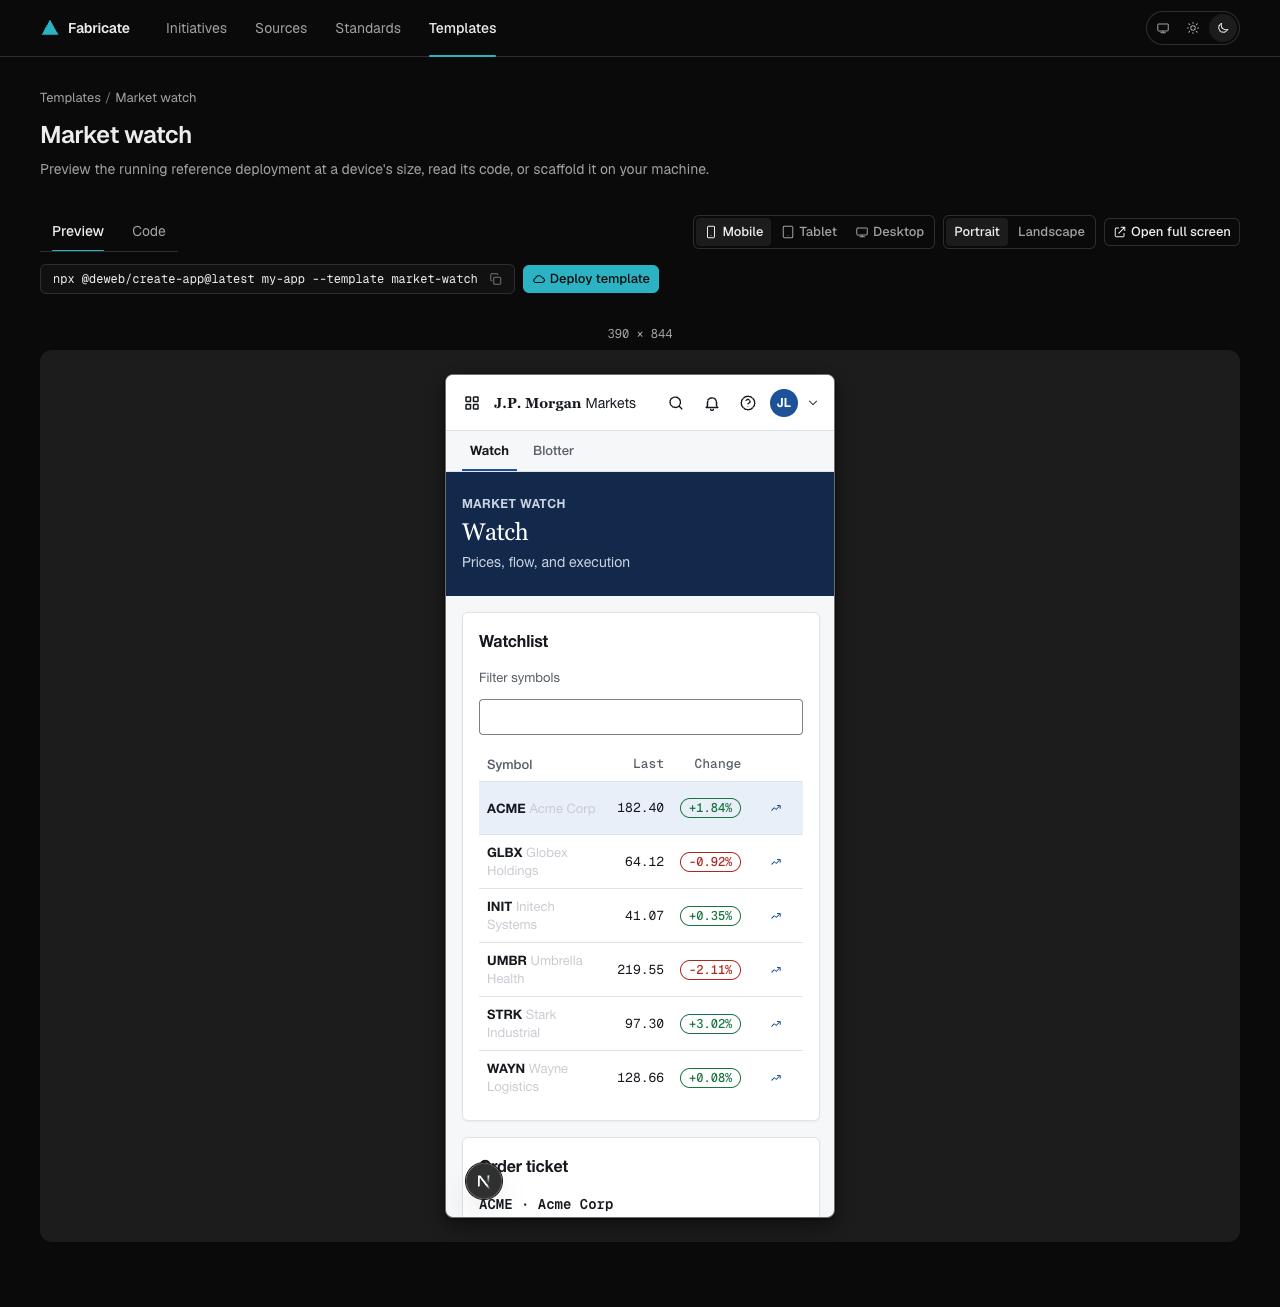 Fabricate Initiatives Sources Standards Templates
Templates / Market watch
Market watch
Preview the running reference deployment at a device's size, read its code, or scaffold it on your machine.
Preview Code Mobile Tablet Desktop Portrait Landscape Open full screen
npx @deweb/create-app@latest my-app --template market-watch Deploy template
390 × 844
J.P. Morgan Markets JL
Watch Blotter
MARKET WATCH
Watch
Prices, flow, and execution
Watchlist
Filter symbols
Symbol Last Change
ACME Acme Corp 182.40 +1.84%
GLBX Globex Holdings 64.12 -0.92%
INIT Initech Systems 41.07 +0.35%
UMBR Umbrella Health 219.55 -2.11%
STRK Stark Industrial 97.30 +3.02%
WAYN Wayne Logistics 128.66 +0.08%
Order ticket
N
ACME · Acme Corp